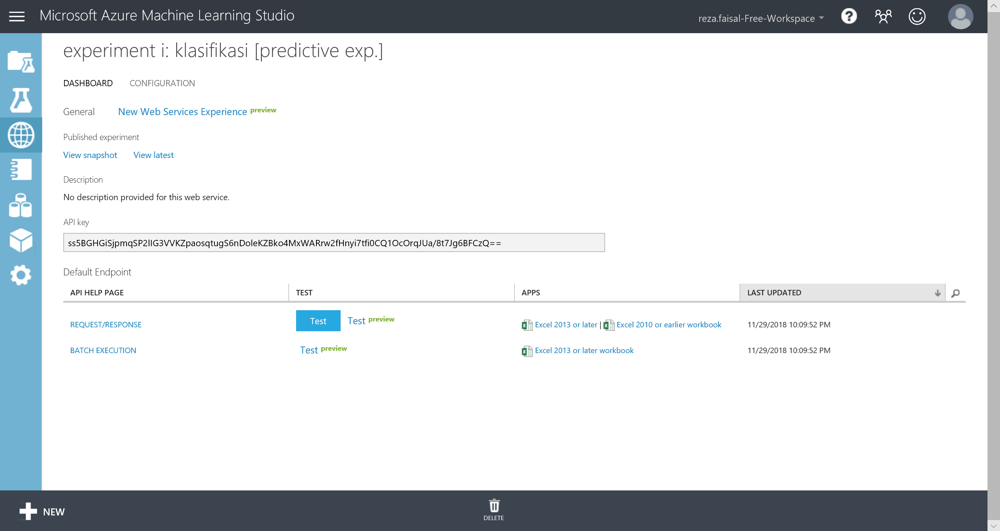 Microsoft Azure Machine Learning Studio
reza.faisal-Free-Workspace
experiment i: klasifikasi [predictive exp.]
DASHBOARD CONFIGURATION
General New Web Services Experience preview
Published experiment
View snapshot View latest
Description
No description provided for this web service.
API key
ss5BGHGiSjpmqSP2lIG3VVKZpaosqtugS6nDoleKZBko4MxWARrw2fHnyi7tfi0CQ1OcOrqJUa/8t7Jg6BFCzQ==
Default Endpoint
API HELP PAGE TEST APPS LAST UPDATED
REQUEST/RESPONSE Test Test preview Excel 2013 or later | Excel 2010 or earlier workbook 11/29/2018 10:09:52 PM
BATCH EXECUTION Test preview Excel 2013 or later workbook 11/29/2018 10:09:52 PM
NEW
DELETE